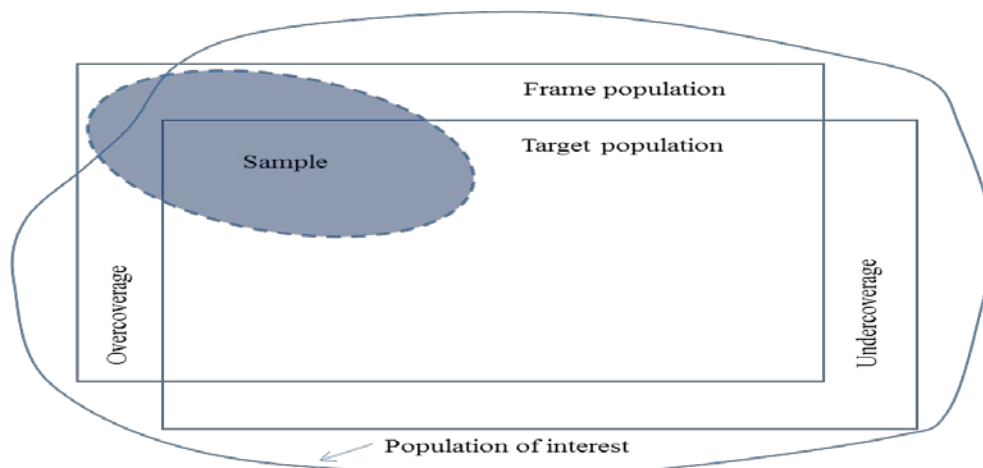 Frame population
Target population
Sample
Overcoverage
Undercoverage
Population of interest